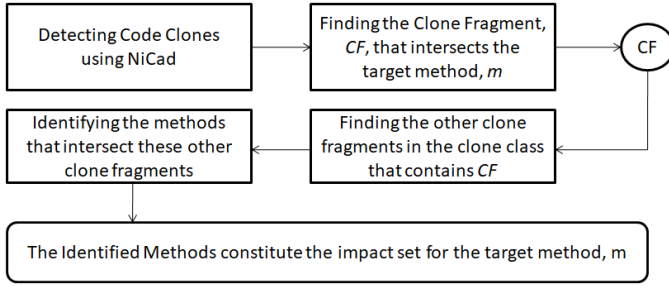 Detecting Code Clones
using NiCad
Finding the Clone Fragment,
CF, that intersects the
target method, m
CF
Finding the other clone
fragments in the clone class
that contains CF
Identifying the methods
that intersect these other
clone fragments
The Identified Methods constitute the impact set for the target method, m